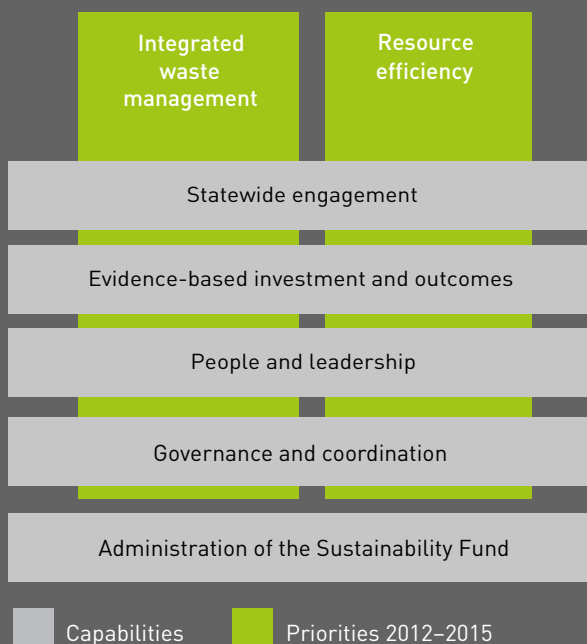 Integrated
waste
management
Resource
efficiency
Statewide engagement
Evidence-based investment and outcomes
People and leadership
Governance and coordination
Administration of the Sustainability Fund
Capabilities
Priorities 2012–2015